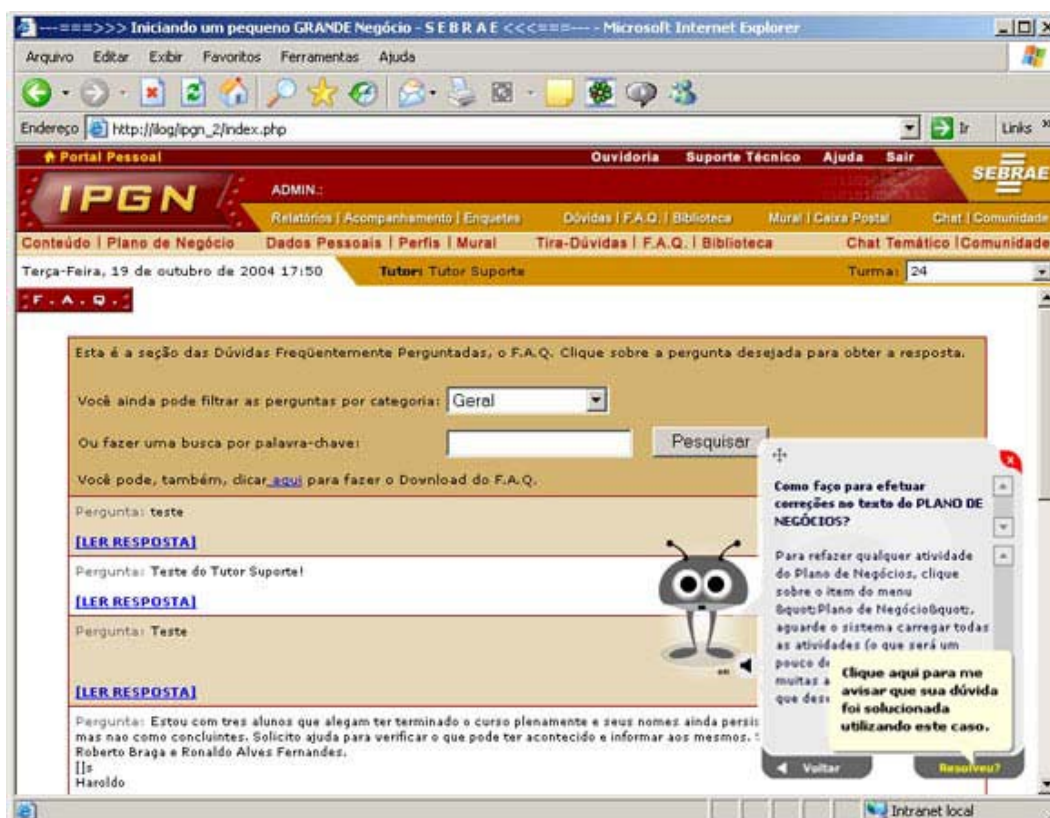 ---===>>> Iniciando um pequeno GRANDE Negócio - S E B R A E <<<===--- - Microsoft Internet Explorer
Arquivo Editar Exibir Favoritos Ferramentas Ajuda
Endereço http://ilog/ipgn_2/index.php Ir Links
Portal Pessoal Ouvidoria Suporte Técnico Ajuda Sair
SEBRAE
IPGN
ADMIN.:
Relatórios | Acompanhamento | Enquetes Dúvidas | F.A.Q. | Biblioteca Mural | Caixa Postal Chat | Comunidade
Conteúdo | Plano de Negócio Dados Pessoais | Perfis | Mural Tira-Dúvidas | F.A.Q. | Biblioteca Chat Temático |Comunidade
Terça-Feira, 19 de outubro de 2004 17:50 Tutor: Tutor Suporte Turma: 24
F.A.Q.
Esta é a seção das Dúvidas Freqüentemente Perguntadas, o F.A.Q. Clique sobre a pergunta desejada para obter a resposta.
Você ainda pode filtrar as perguntas por categoria: Geral
Ou fazer uma busca por palavra-chave: Pesquisar
Você pode, também, clicar aqui para fazer o Download do F.A.Q.
Pergunta: teste
[LER RESPOSTA]
Pergunta: Teste do Tutor Suporte!
[LER RESPOSTA]
Pergunta: Teste
[LER RESPOSTA]
Pergunta: Estou com tres alunos que alegam ter terminado o curso plenamente e seus nomes ainda
mas nao como concluintes. Solicito ajuda para verificar o que pode ter acontecido e informar aos mesmos.
Roberto Braga e Ronaldo Alves Fernandes.
[]s
Haroldo
Como faço para efetuar
correções no texto do PLANO DE
NEGÓCIOS?
Para refazer qualquer atividade
do Plano de Negócios, clique
sobre o item do menu
&quot;Plano de Negócio&quot;,
aguarde o sistema carregar todas
as atividades (o que será um
pouco
muitas
que
Clique aqui para me
avisar que sua dúvida
foi solucionada
utilizando este caso.
Voltar
Resolveu?
Intranet local